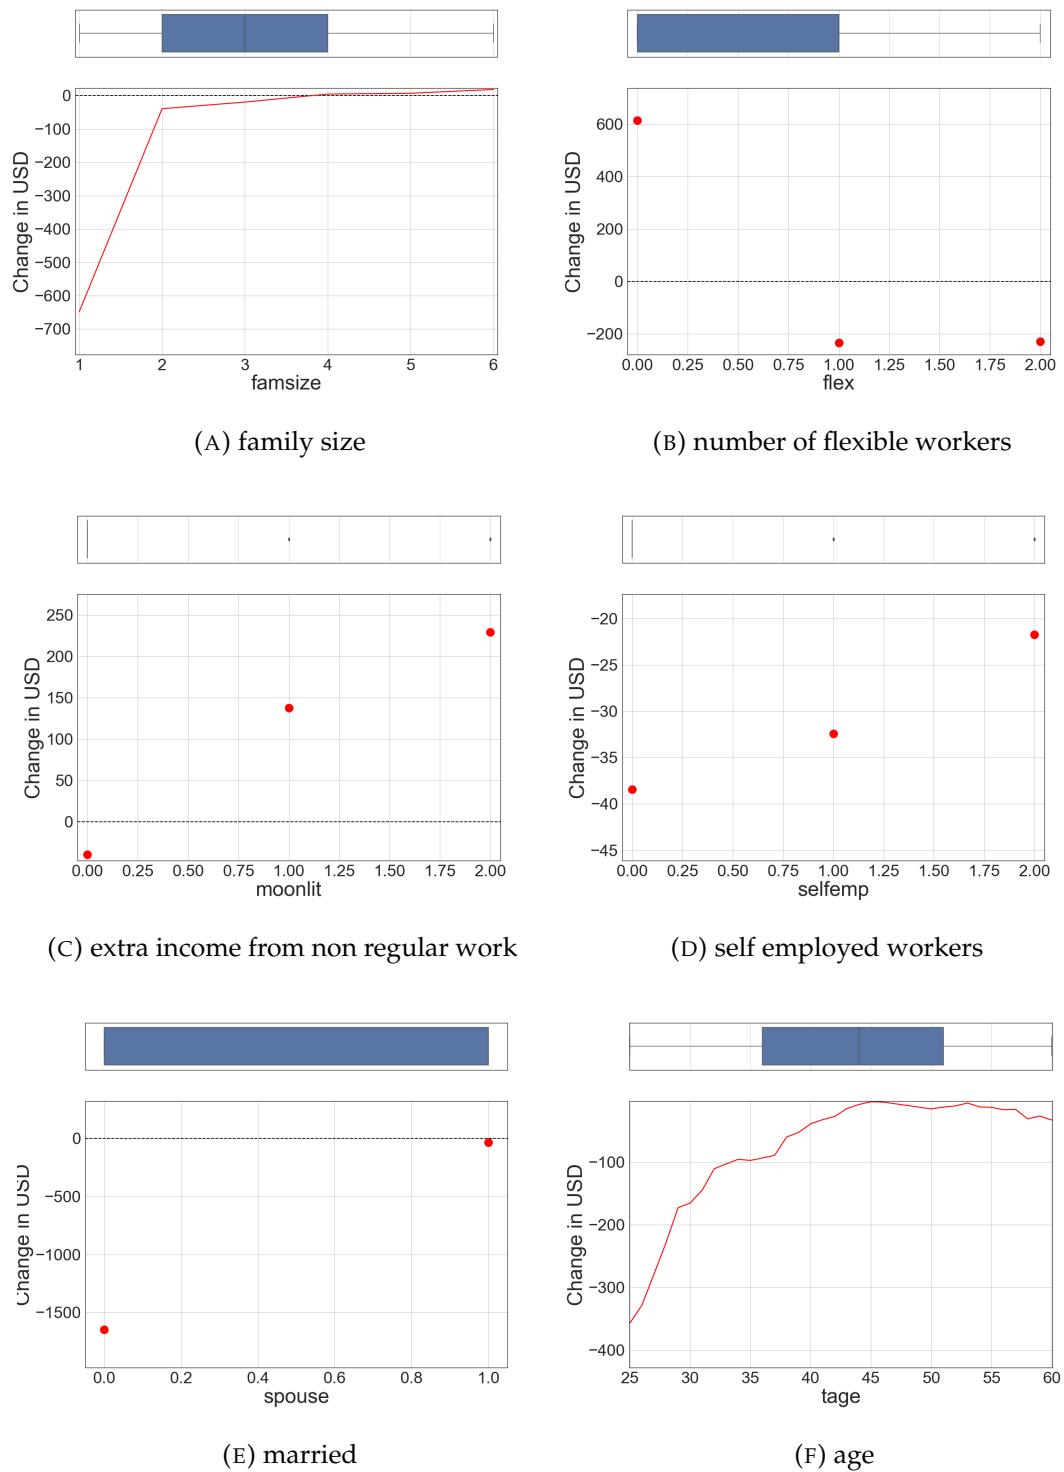 Change in USD
0
−100
−200
−300
−400
−500
−600
−700
1 2 3 4 5 6
famsize
(A) family size
Change in USD
600
400
200
0
−200
0.00 0.25 0.50 0.75 1.00 1.25 1.50 1.75 2.00
flex
(B) number of flexible workers
Change in USD
250
200
150
100
50
0
0.00 0.25 0.50 0.75 1.00 1.25 1.50 1.75 2.00
moonlit
(C) extra income from non regular work
Change in USD
−20
−25
−30
−35
−40
−45
0.00 0.25 0.50 0.75 1.00 1.25 1.50 1.75 2.00
selfemp
(D) self employed workers
Change in USD
0
−500
−1000
−1500
0.0 0.2 0.4 0.6 0.8 1.0
spouse
(E) married
Change in USD
−100
−200
−300
−400
25 30 35 40 45 50 55 60
tage
(F) age